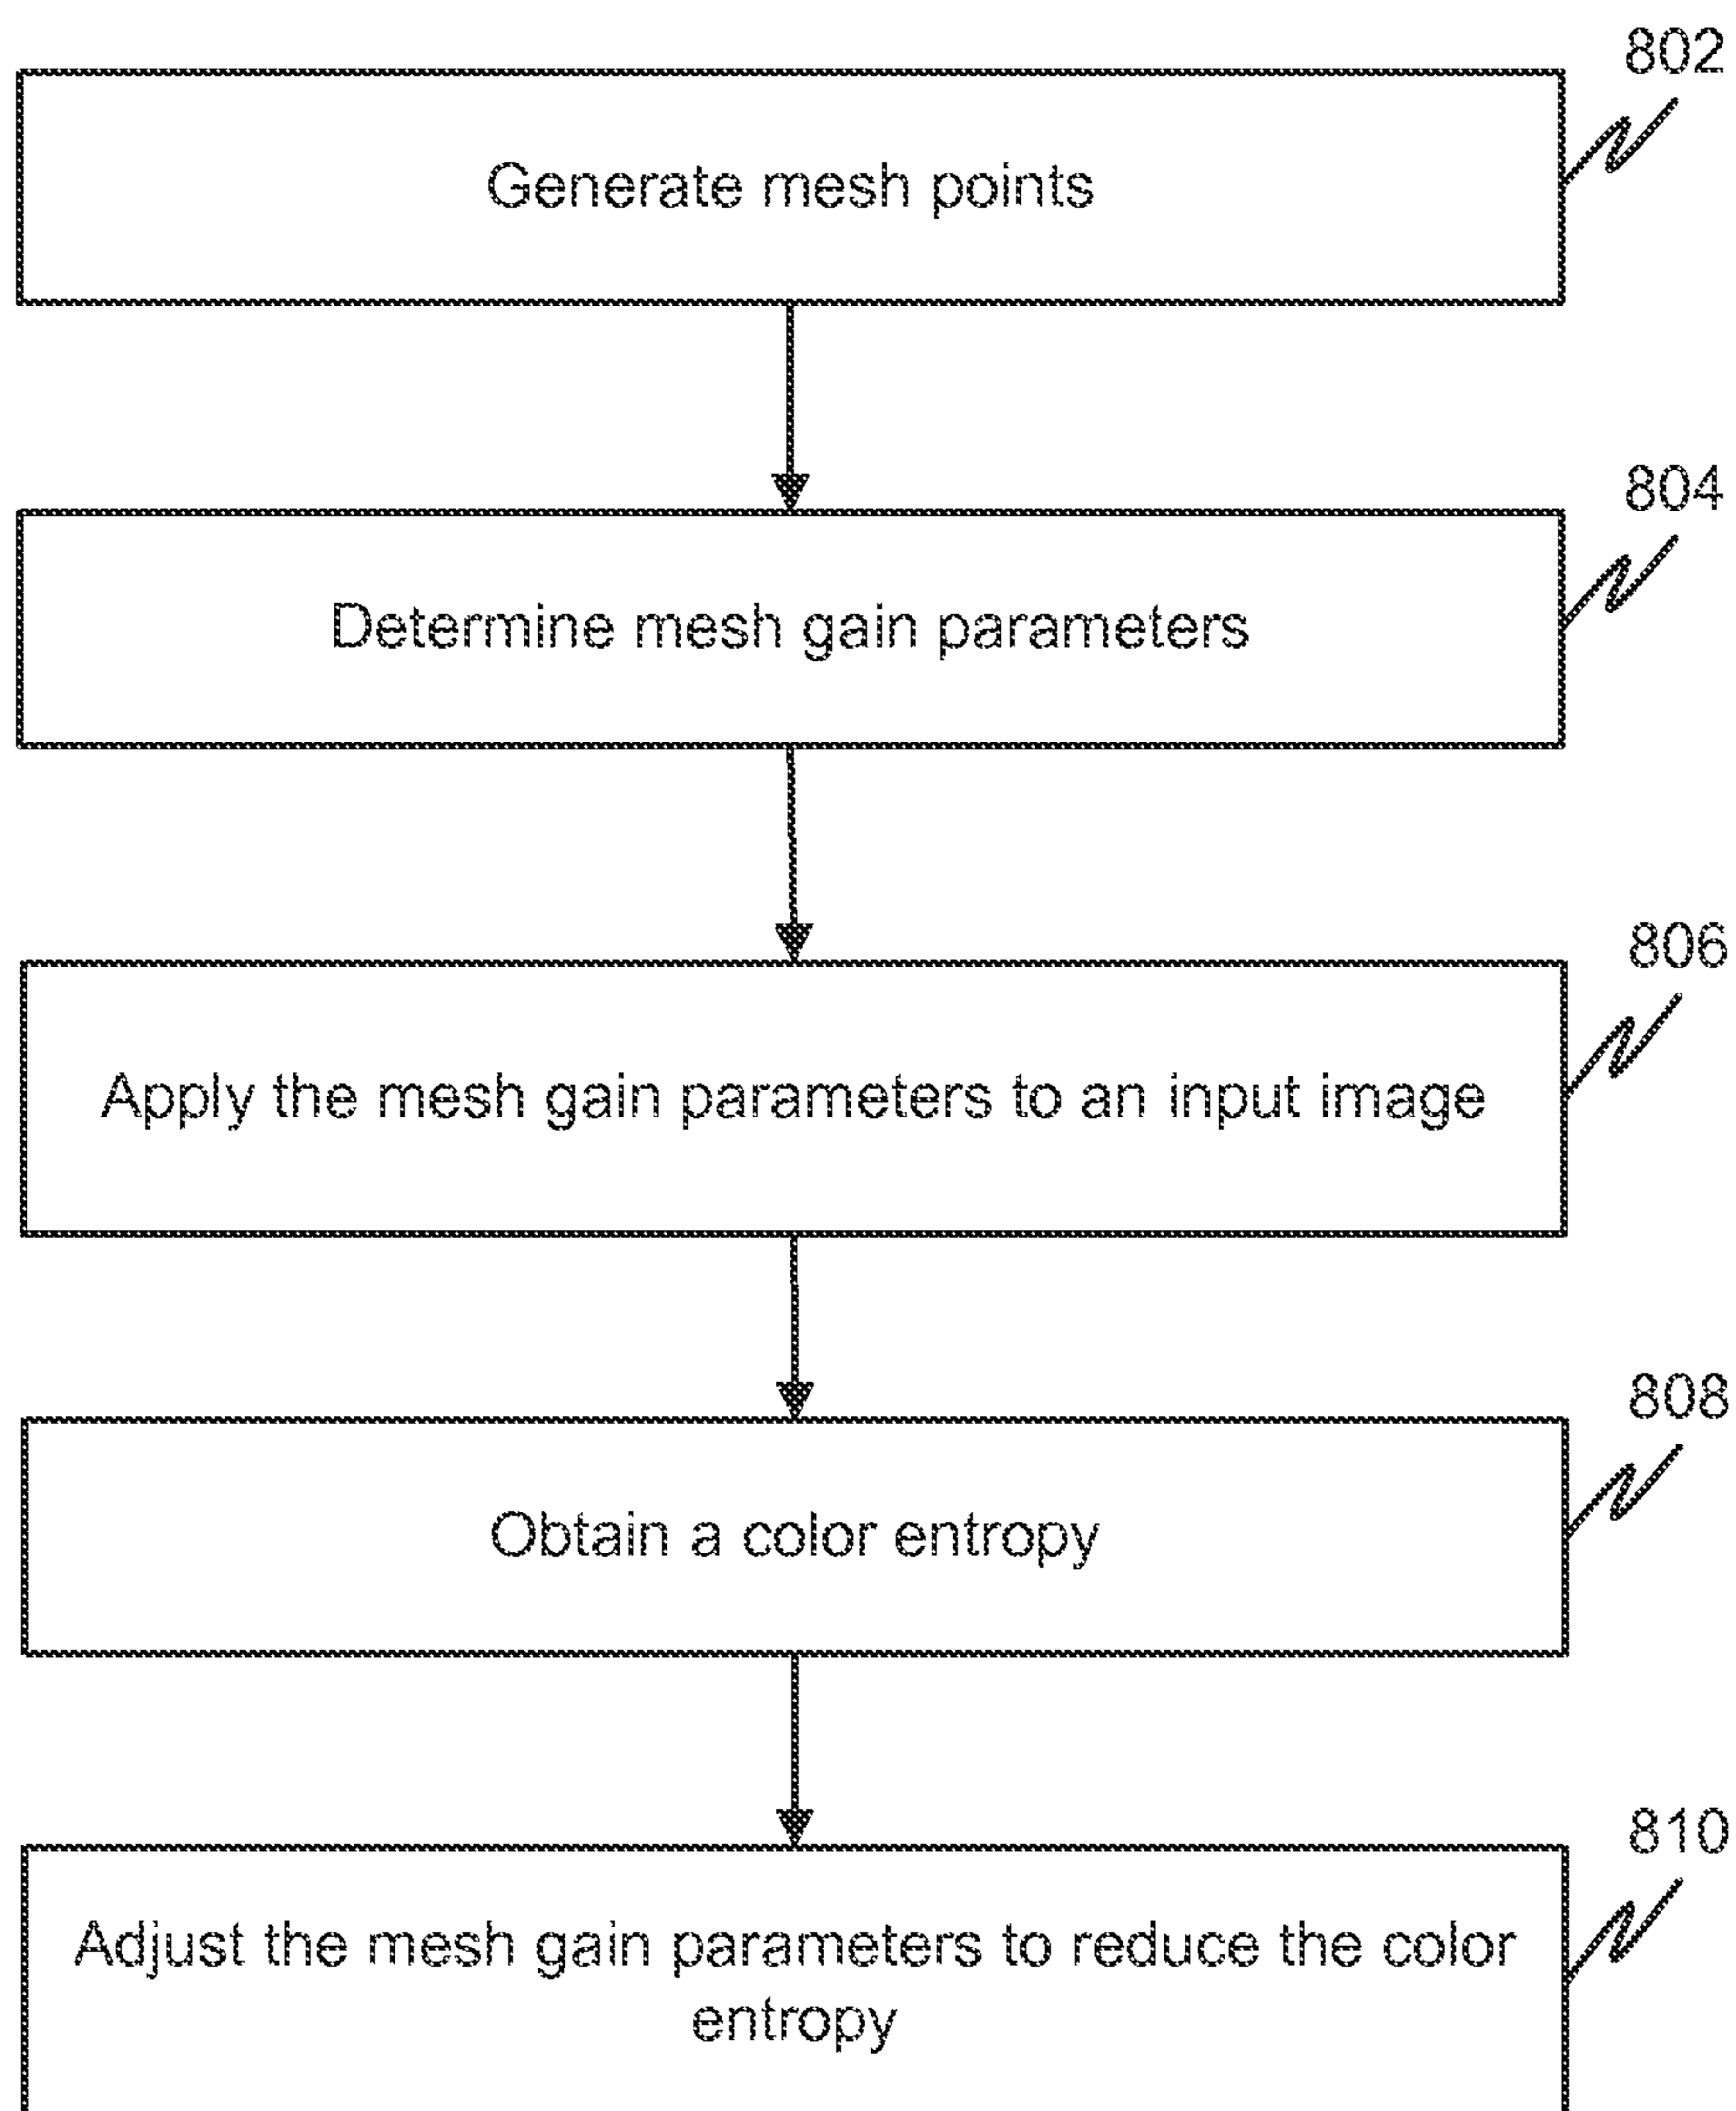 802
Generate mesh points
804
Determine mesh gain parameters
806
Apply the mesh gain parameters to an input image
808
Obtain a color entropy
810
Adjust the mesh gain parameters to reduce the color
entropy